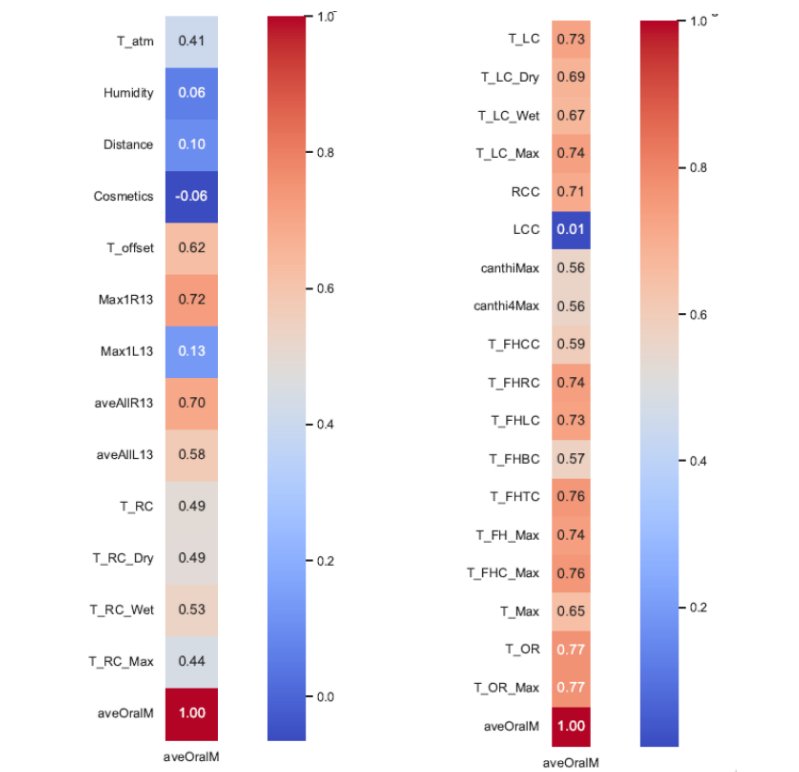 T_atm 0.41
Humidity 0.06
Distance 0.10
Cosmetics -0.06
T_offset 0.62
Max1R13 0.72
Max1L13 0.13
aveAllR13 0.70
aveAllL13 0.58
T_RC 0.49
T_RC_Dry 0.49
T_RC_Wet 0.53
T_RC_Max 0.44
aveOralM 1.00
aveOralM
1.0
0.8
0.6
0.4
0.2
0.0
T_LC 0.73
T_LC_Dry 0.69
T_LC_Wet 0.67
T_LC_Max 0.74
RCC 0.71
LCC 0.01
canthiMax 0.56
canthi4Max 0.56
T_FHCC 0.59
T_FHRC 0.74
T_FHLC 0.73
T_FHBC 0.57
T_FHTC 0.76
T_FH_Max 0.74
T_FHC_Max 0.76
T_Max 0.65
T_OR 0.77
T_OR_Max 0.77
aveOralM 1.00
aveOralM
1.0
0.8
0.6
0.4
0.2